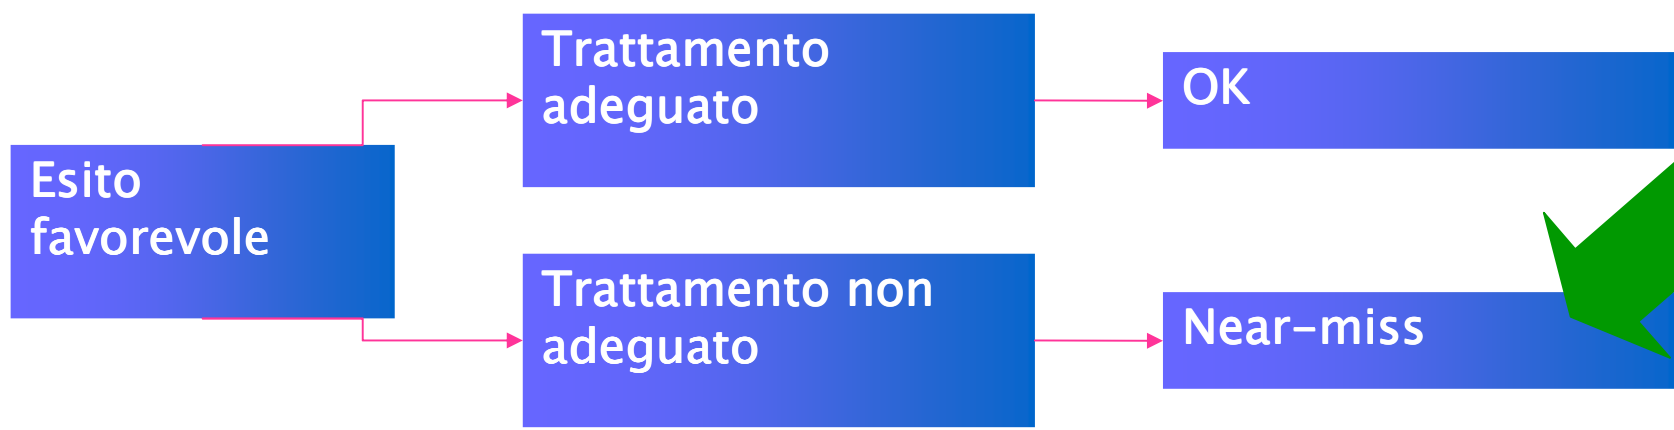 Trattamento
adeguato
OK
Esito
favorevole
Trattamento non
adeguato
Near-miss